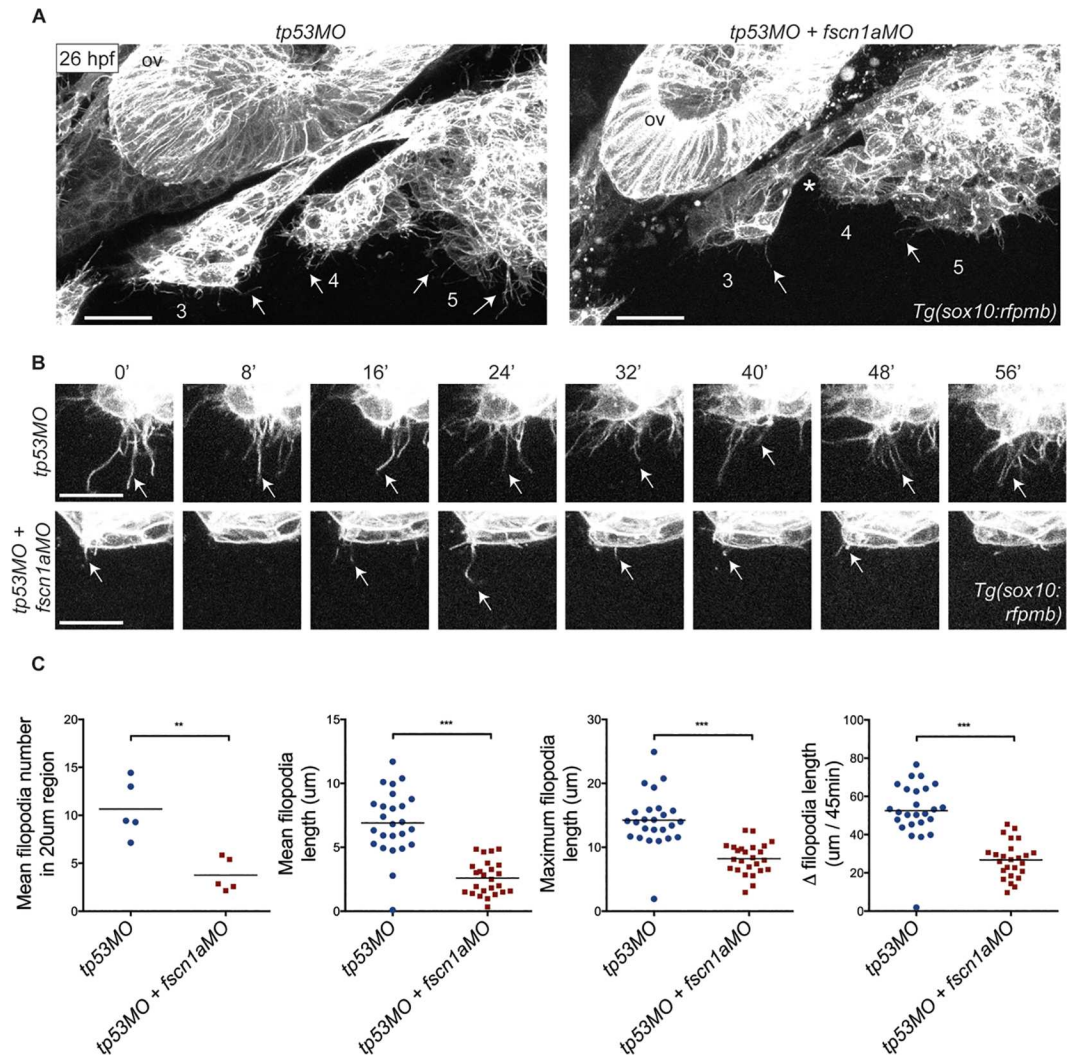 A
tp53MO
tp53MO + fscn1aMO
26 hpf
ov
3
4
5
ov
*
3
4
5
Tg(sox10:rfpmb)
B
0' 8' 16' 24' 32' 40' 48' 56'
tp53MO
tp53MO +
fscn1aMO
Tg(sox10:
rfpmb)
C
Mean filopodia number
in 20um region
20
15
10
5
0
**
tp53MO
tp53MO + fscn1aMO
Mean filopodia
length (um)
15
10
5
0
***
tp53MO
tp53MO + fscn1aMO
Maximum filopodia
length (um)
30
20
10
0
***
tp53MO
tp53MO + fscn1aMO
Δ filopodia length
(um / 45min)
100
80
60
40
20
0
***
tp53MO
tp53MO + fscn1aMO